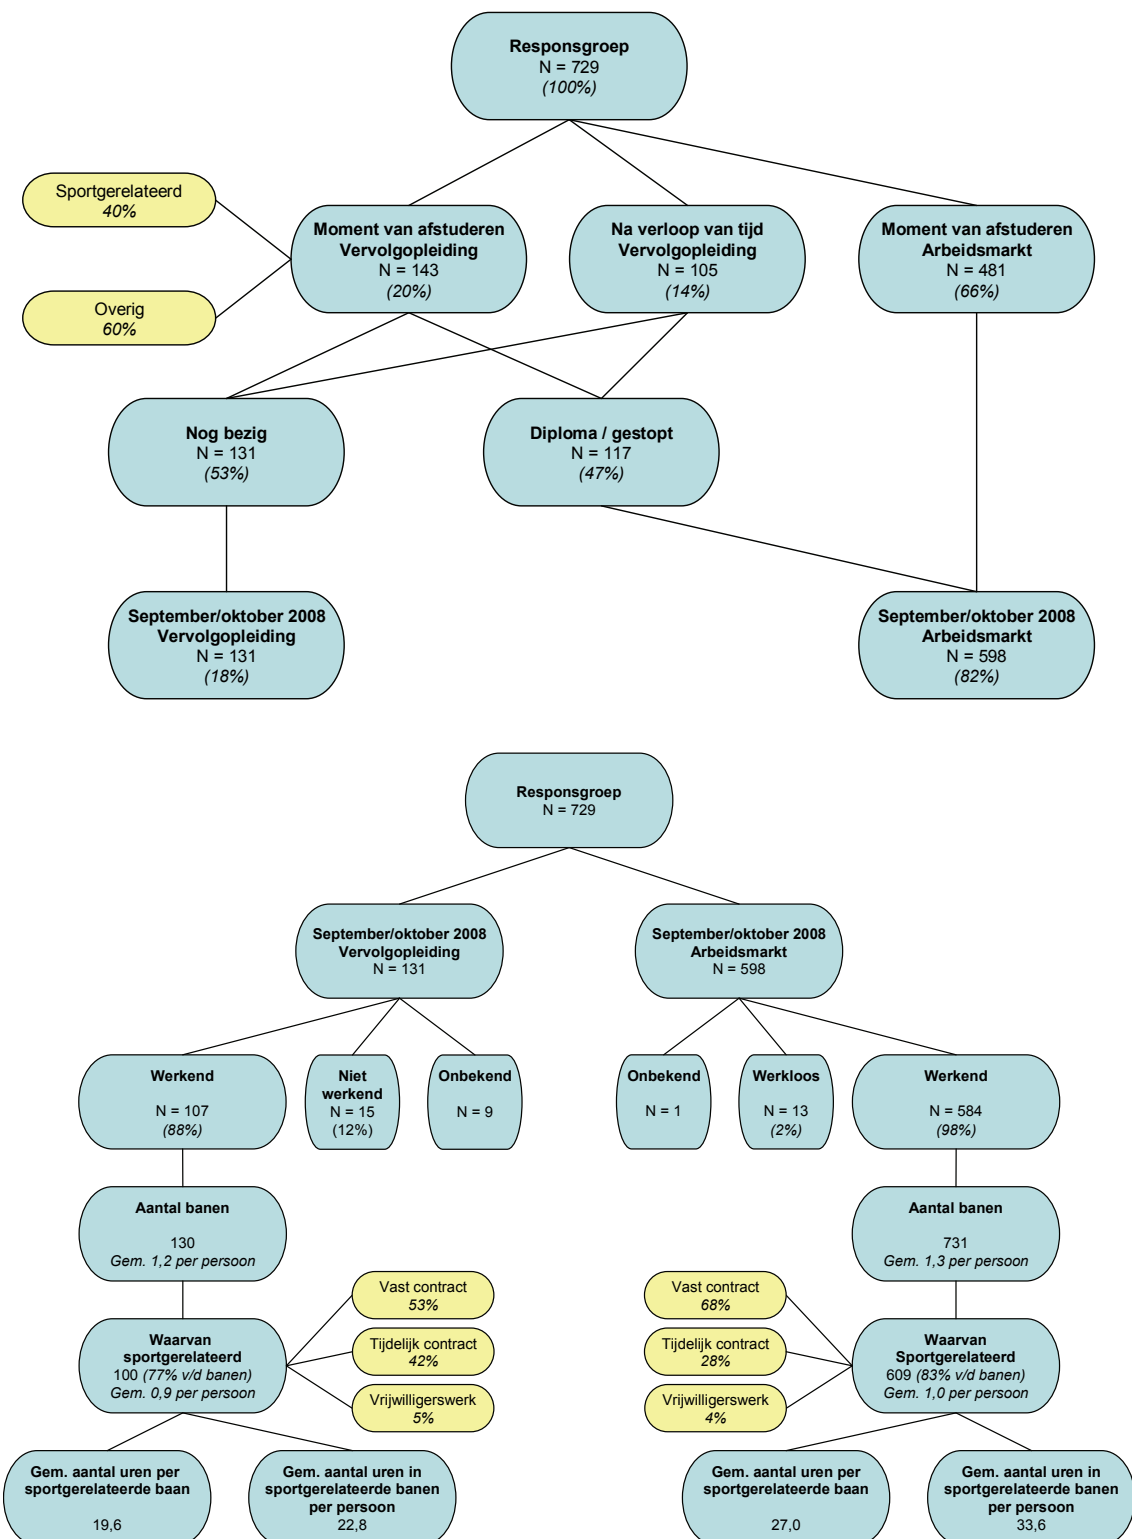 Responsgroep
N = 729
(100%)
Sportgerelateerd
40%
Overig
60%
Moment van afstuderen
Vervolgopleiding
N = 143
(20%)
Na verloop van tijd
Vervolgopleiding
N = 105
(14%)
Moment van afstuderen
Arbeidsmarkt
N = 481
(66%)
Nog bezig
N = 131
(53%)
Diploma / gestopt
N = 117
(47%)
September/oktober 2008
Vervolgopleiding
N = 131
(18%)
September/oktober 2008
Arbeidsmarkt
N = 598
(82%)
Responsgroep
N = 729
September/oktober 2008
Vervolgopleiding
N = 131
September/oktober 2008
Arbeidsmarkt
N = 598
Werkend
N = 107
(88%)
Niet
werkend
N = 15
(12%)
Onbekend
N = 9
Onbekend
N = 1
Werkloos
N = 13
(2%)
Werkend
N = 584
(98%)
Aantal banen
130
Gem. 1,2 per persoon
Aantal banen
731
Gem. 1,3 per persoon
Waarvan
sportgerelateerd
100 (77% v/d banen)
Gem. 0,9 per persoon
Vast contract
53%
Tijdelijk contract
42%
Vrijwilligerswerk
5%
Vast contract
68%
Tijdelijk contract
28%
Vrijwilligerswerk
4%
Waarvan
Sportgerelateerd
609 (83% v/d banen)
Gem. 1,0 per persoon
Gem. aantal uren per
sportgerelateerde baan
19,6
Gem. aantal uren in
sportgerelateerde banen
per persoon
22,8
Gem. aantal uren per
sportgerelateerde baan
27,0
Gem. aantal uren in
sportgerelateerde banen
per persoon
33,6